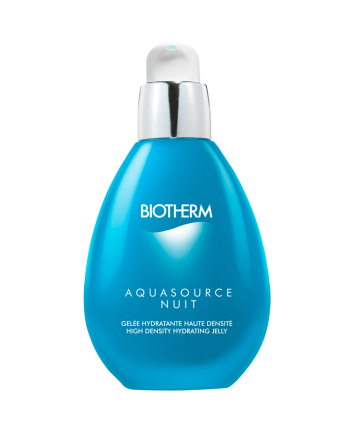 BIOTHERM
AQUASOURCE
NUIT
GELÉE HYDRATANTE HAUTE DENSITÉ
HIGH DENSITY HYDRATING JELLY